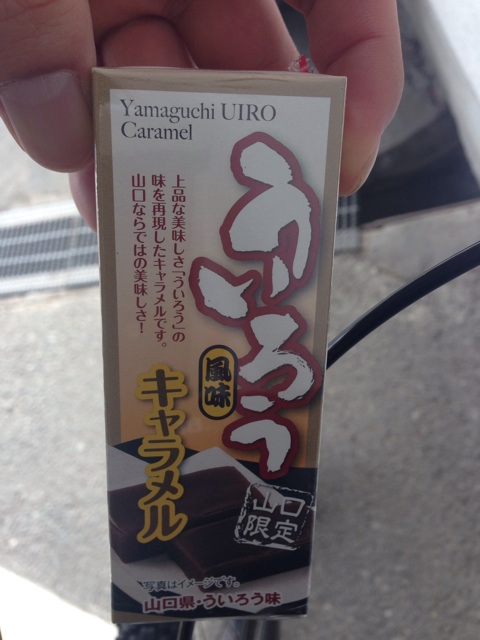 Yamaguchi UIRO
Caramel
ういろう
風味
キャラメル
上品な美味しさ「ういろう」の
味を再現したキャラメルです。
山口ならではの美味しさ！
山口
限定
写真はイメージです。
山口県・ういろう味